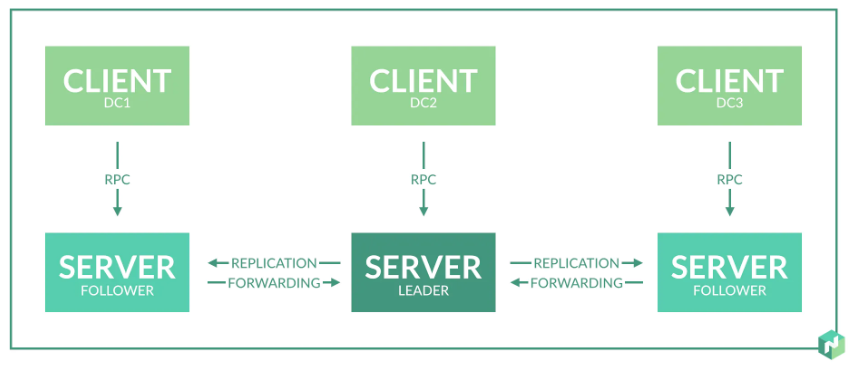 CLIENT
DC1
CLIENT
DC2
CLIENT
DC3
RPC
RPC
RPC
SERVER
FOLLOWER
REPLICATION
FORWARDING
SERVER
LEADER
REPLICATION
FORWARDING
SERVER
FOLLOWER